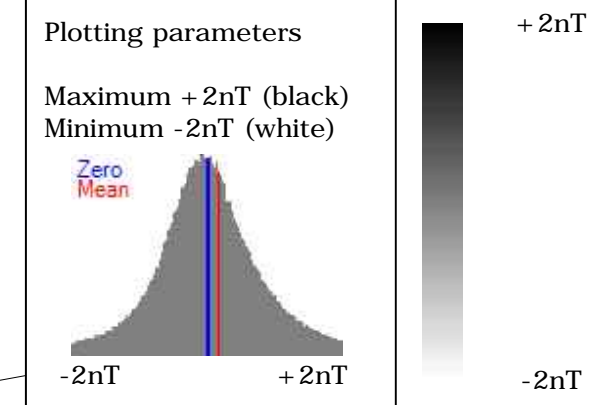 Plotting parameters
Maximum +2nT (black)
Minimum -2nT (white)
Zero
Mean
-2nT +2nT
+2nT
-2nT